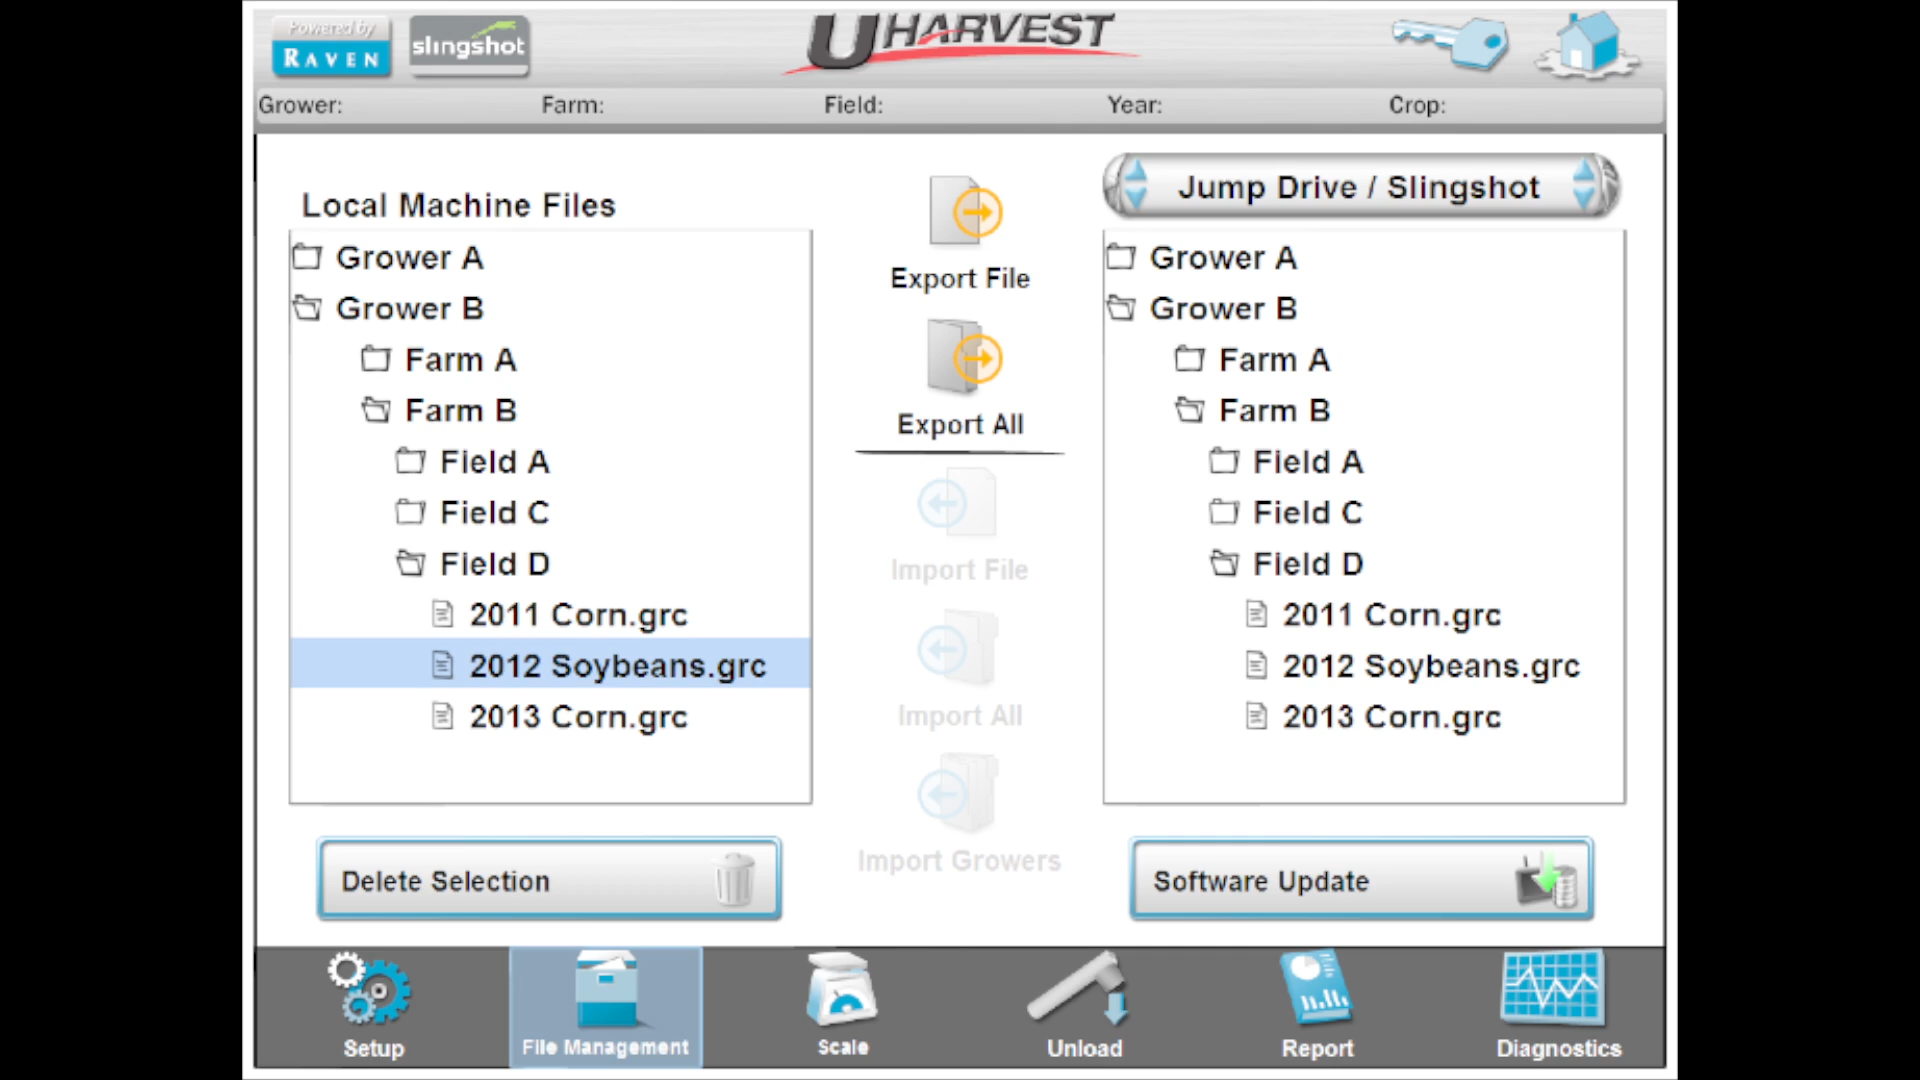 Powered by
RAVEN
slingshot
UHARVEST
Grower: Farm: Field: Year: Crop:
Local Machine Files
Grower A
Grower B
Farm A
Farm B
Field A
Field C
Field D
2011 Corn.grc
2012 Soybeans.grc
2013 Corn.grc
Delete Selection
Export File
Export All
Import File
Import All
Import Growers
Jump Drive / Slingshot
Grower A
Grower B
Farm A
Farm B
Field A
Field C
Field D
2011 Corn.grc
2012 Soybeans.grc
2013 Corn.grc
Software Update
Setup
File Management
Scale
Unload
Report
Diagnostics